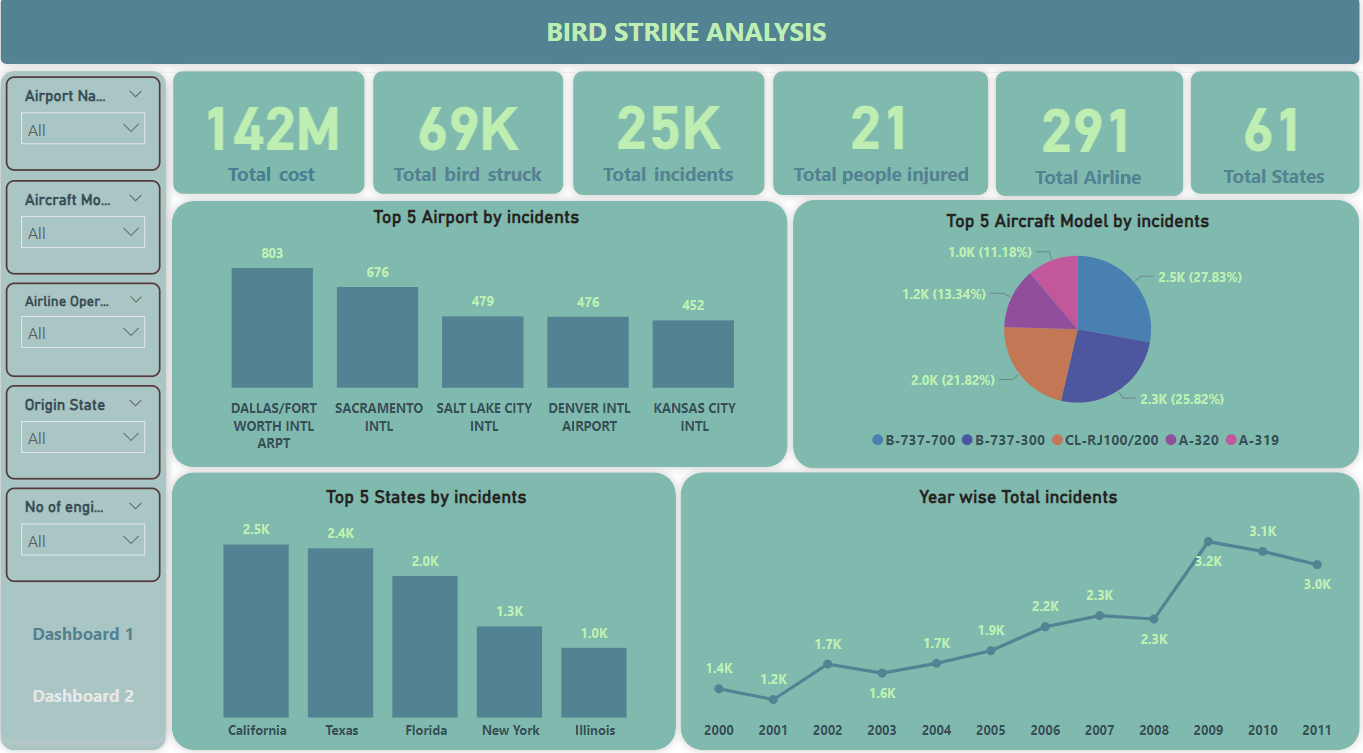 BIRD STRIKE ANALYSIS
Airport Na...
All
Aircraft Mo...
All
Airline Oper...
All
Origin State
All
No of engi...
All
Dashboard 1
Dashboard 2
142M
Total cost
69K
Total bird struck
25K
Total incidents
21
Total people injured
291
Total Airline
61
Total States
Top 5 Airport by incidents
803
676
479
476
452
DALLAS/FORT
WORTH INTL
ARPT
SACRAMENTO
INTL
SALT LAKE CITY
INTL
DENVER INTL
AIRPORT
KANSAS CITY
INTL
Top 5 Aircraft Model by incidents
1.0K (11.18%)
2.5K (27.83%)
1.2K (13.34%)
2.0K (21.82%)
2.3K (25.82%)
B-737-700 B-737-300 CL-RJ100/200 A-320 A-319
Top 5 States by incidents
2.5K
2.4K
2.0K
1.3K
1.0K
California Texas Florida New York Illinois
Year wise Total incidents
1.4K
1.2K
1.7K
1.6K
1.7K
1.9K
2.2K
2.3K
2.3K
3.2K
3.1K
3.0K
2000 2001 2002 2003 2004 2005 2006 2007 2008 2009 2010 2011